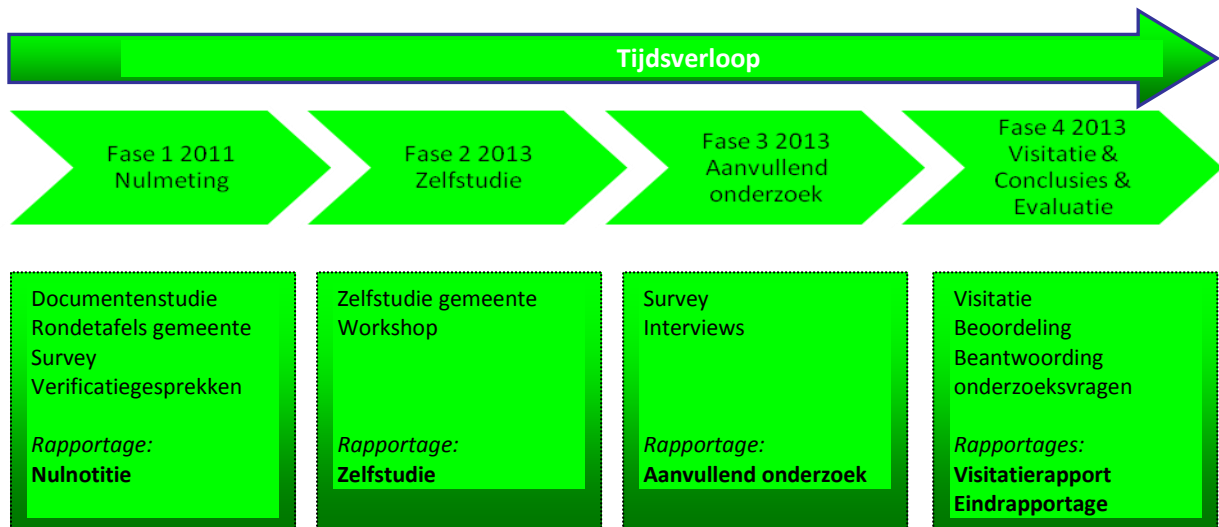 Tijdsverloop
Fase 1 2011
Nulmeting
Fase 2 2013
Zelfstudie
Fase 3 2013
Aanvullend
onderzoek
Fase 4 2013
Visitatie &
Conclusies &
Evaluatie
Documentenstudie
Rondetafels gemeente
Survey
Verificatiegesprekken
Rapportage:
Nulnotitie
Zelfstudie gemeente
Workshop
Rapportage:
Zelfstudie
Survey
Interviews
Rapportage:
Aanvullend onderzoek
Visitatie
Beoordeling
Beantwoording
onderzoeksvragen
Rapportages:
Visitatierapport
Eindrapportage